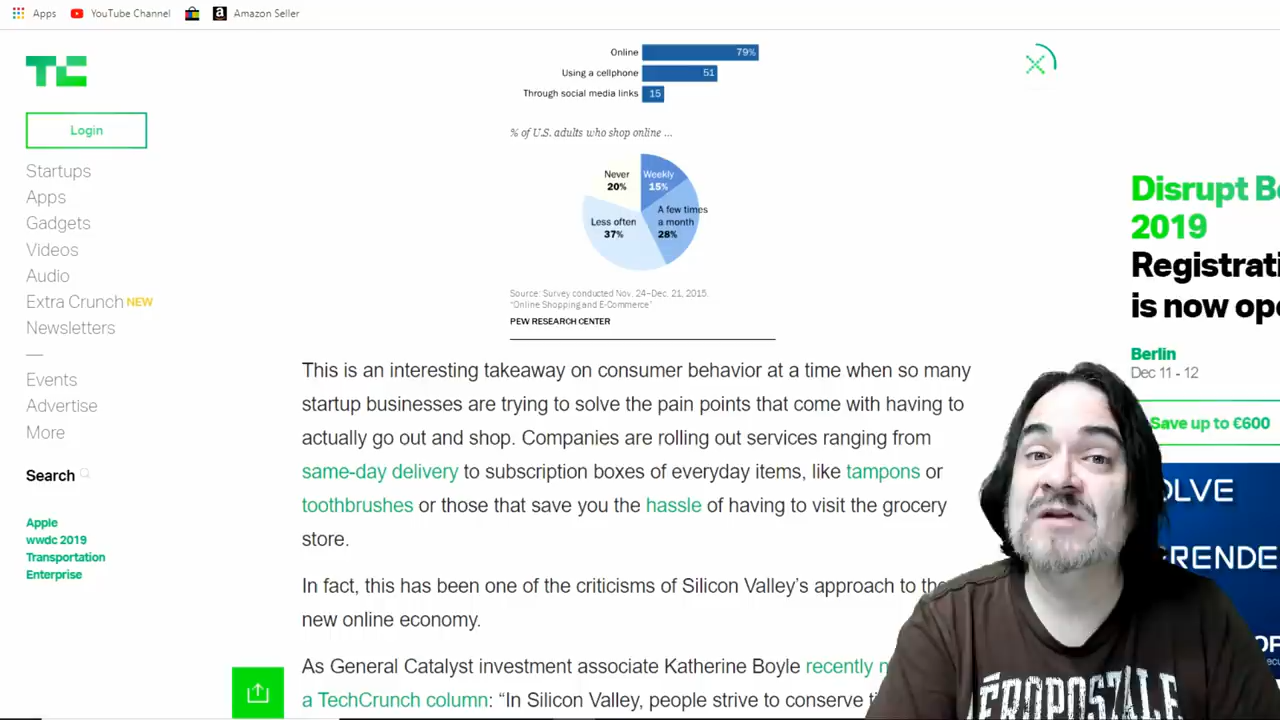 Apps
YouTube Channel
Amazon Seller
TC
Login
Startups
Apps
Gadgets
Videos
Audio
Extra Crunch NEW
Newsletters
Events
Advertise
More
Search
Apple
wwdc 2019
Transportation
Enterprise
Online 79%
Using a cellphone 51
Through social media links 15
% of U.S. adults who shop online ...
Never
20%
Weekly
15%
A few times
a month
28%
Less often
37%
Source: Survey conducted Nov. 24–Dec. 21, 2015.
"Online Shopping and E-Commerce"
PEW RESEARCH CENTER
This is an interesting takeaway on consumer behavior at a time when so many
startup businesses are trying to solve the pain points that come with having to
actually go out and shop. Companies are rolling out services ranging from
same-day delivery to subscription boxes of everyday items, like tampons or
toothbrushes or those that save you the hassle of having to visit the grocery
store.
In fact, this has been one of the criticisms of Silicon Valley's approach to the
new online economy.
As General Catalyst investment associate Katherine Boyle recently
a TechCrunch column: “In Silicon Valley, people strive to conserve
Disrupt
2019
is now
Berlin
Dec 11 - 12
Save up to €600
AÉROPOSTALE